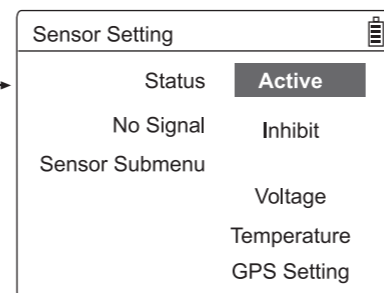 Sensor Setting
Status Active
No Signal Inhibit
Sensor Submenu
Voltage
Temperature
GPS Setting